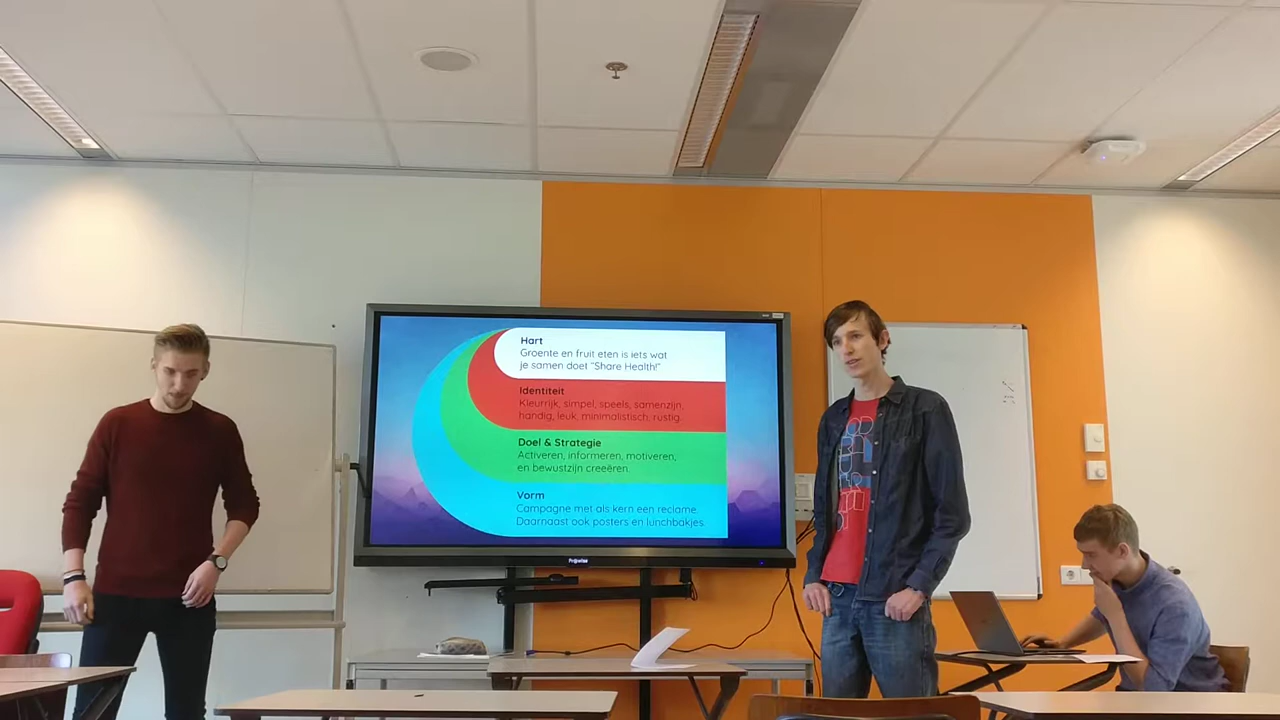 Hart
Groente en fruit eten is iets wat
je samen doet "Share Health!"
Identiteit
Kleurrijk, simpel, speels, samenzijn,
handig, leuk, minimalistisch, rustig.
Doel & Strategie
Activeren, informeren, motiveren,
en bewustzijn creeëren.
Vorm
Campagne met als kern een reclame.
Daarnaast ook posters en lunchbakjes.
Prowise